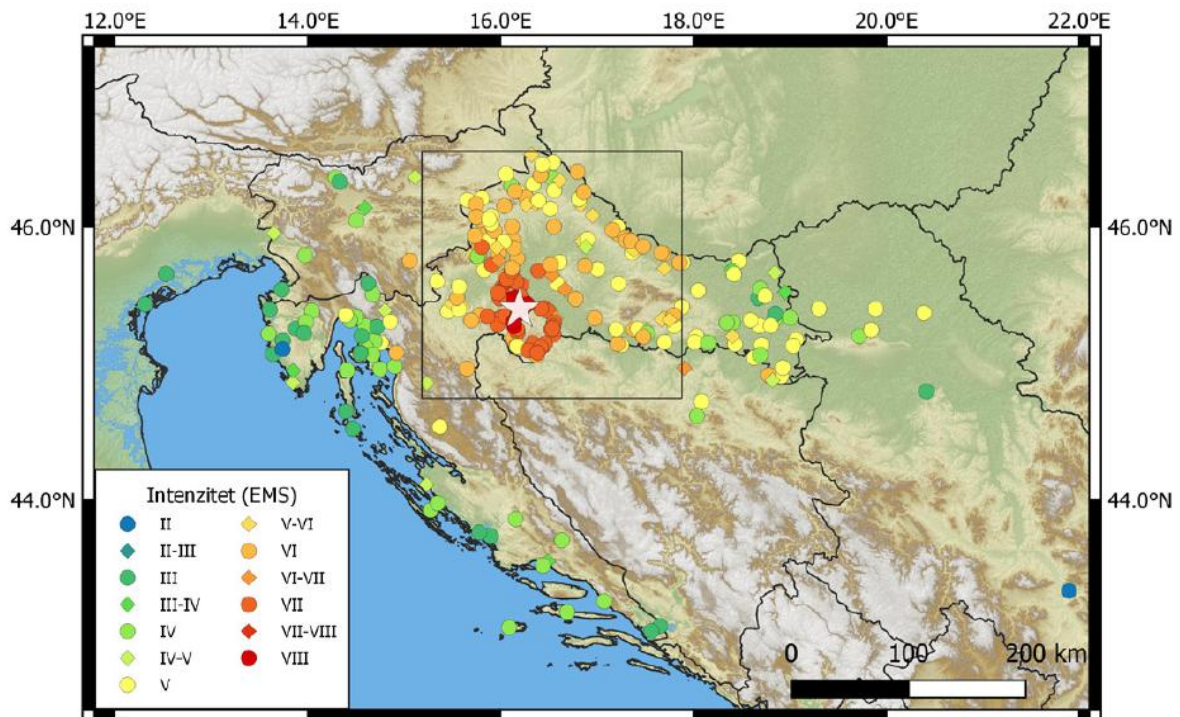 12.0°E 14.0°E 16.0°E 18.0°E 20.0°E 22.0°E
46.0°N 46.0°N
44.0°N 44.0°N
Intenzitet (EMS)
II V-VI
II-III VI
III VI-VII
III-IV VII
IV VII-VIII
IV-V VIII
V
0 100 200 km